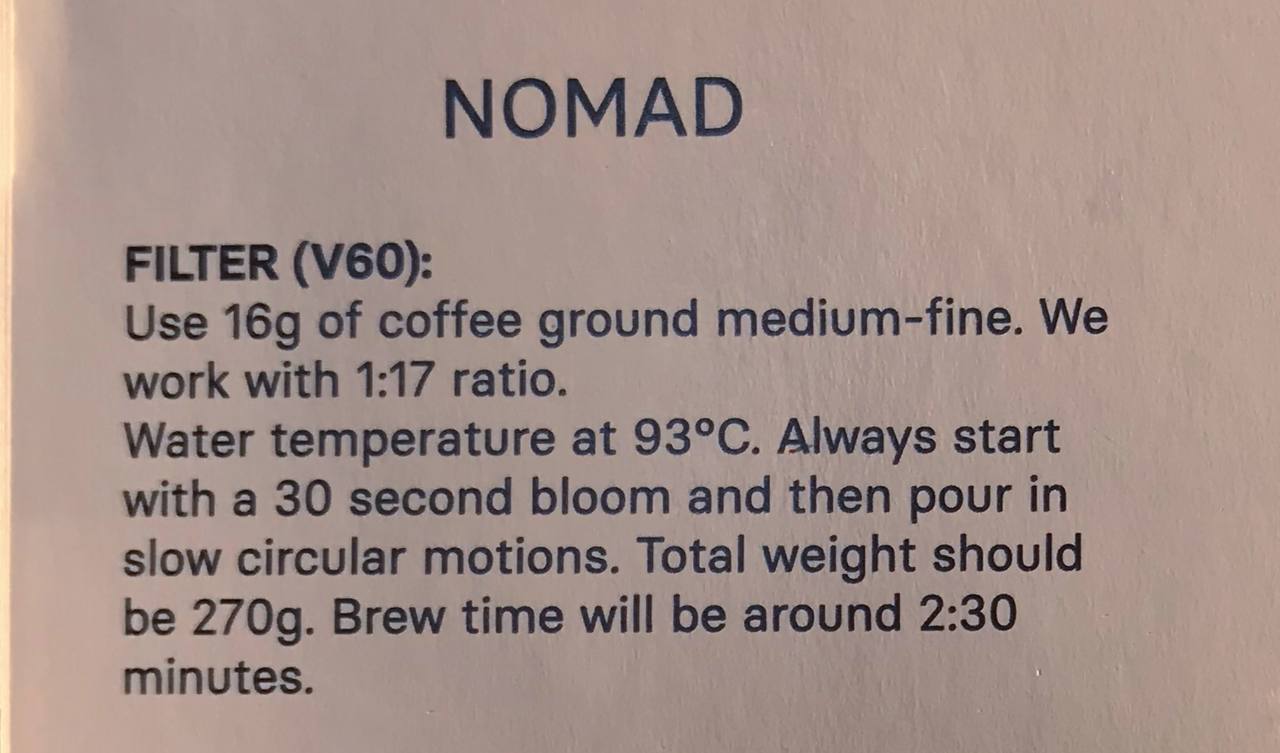 NOMAD
FILTER (V60):
Use 16g of coffee ground medium-fine. We
work with 1:17 ratio.
Water temperature at 93°C. Always start
with a 30 second bloom and then pour in
slow circular motions. Total weight should
be 270g. Brew time will be around 2:30
minutes.